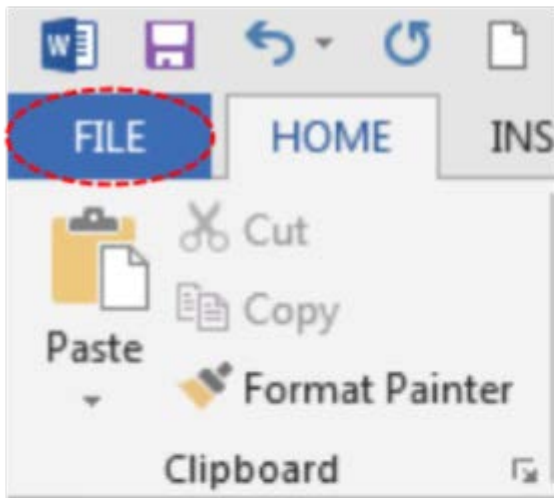 W
FILE HOME INS
Cut
Copy
Paste
Format Painter
Clipboard